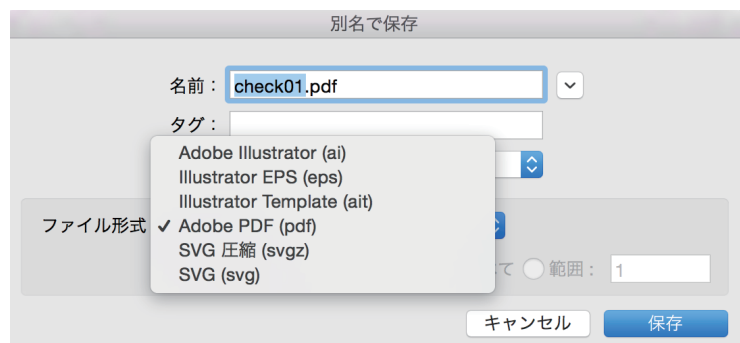 別名で保存
名前：
check01.pdf
タグ：
Adobe Illustrator (ai)
Illustrator EPS (eps)
Illustrator Template (ait)
ファイル形式
✓ Adobe PDF (pdf)
SVG 圧縮 (svgz)
SVG (svg)
て
範囲：
1
キャンセル
保存